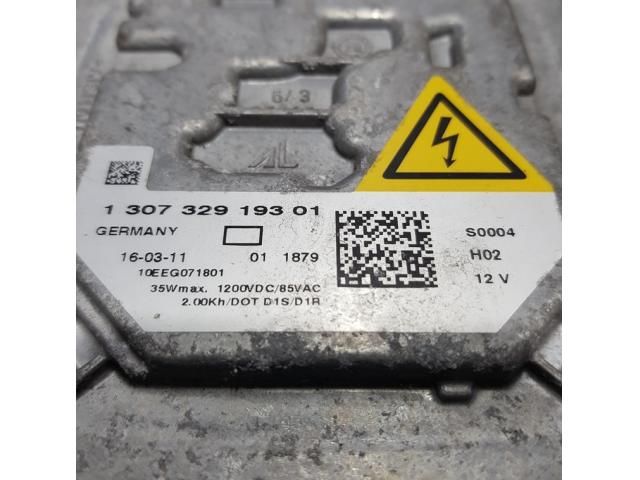 6/3
AL
1 307 329 193 01
GERMANY
S0004
16-03-11 01 1879
H02
10EEG071801
12 V
35Wmax. 1200VDC/85VAC
2.00Kh/DOT D1S/D1R